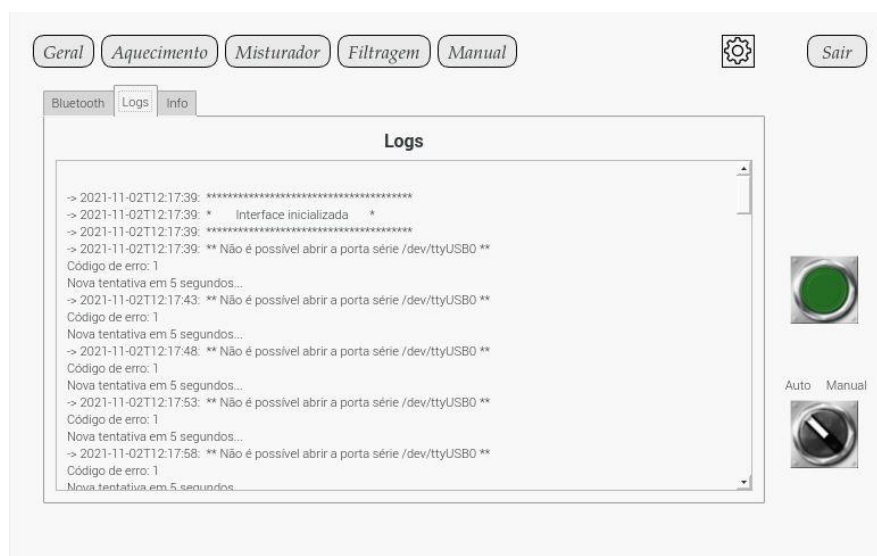 Geral Aquecimento Misturador Filtragem Manual Sair
Bluetooth Logs Info
Logs
-> 2021-11-02T12:17:39: ***************************************
-> 2021-11-02T12:17:39: * Interface inicializada *
-> 2021-11-02T12:17:39: ***************************************
-> 2021-11-02T12:17:39: ** Não é possível abrir a porta série /dev/ttyUSB0 **
Código de erro: 1
Nova tentativa em 5 segundos...
-> 2021-11-02T12:17:43: ** Não é possível abrir a porta série /dev/ttyUSB0 **
Código de erro: 1
Nova tentativa em 5 segundos...
-> 2021-11-02T12:17:48: ** Não é possível abrir a porta série /dev/ttyUSB0 **
Código de erro: 1
Nova tentativa em 5 segundos...
-> 2021-11-02T12:17:53: ** Não é possível abrir a porta série /dev/ttyUSB0 **
Código de erro: 1
Nova tentativa em 5 segundos...
-> 2021-11-02T12:17:58: ** Não é possível abrir a porta série /dev/ttyUSB0 **
Código de erro: 1
Nova tentativa em 5 segundos
Auto Manual